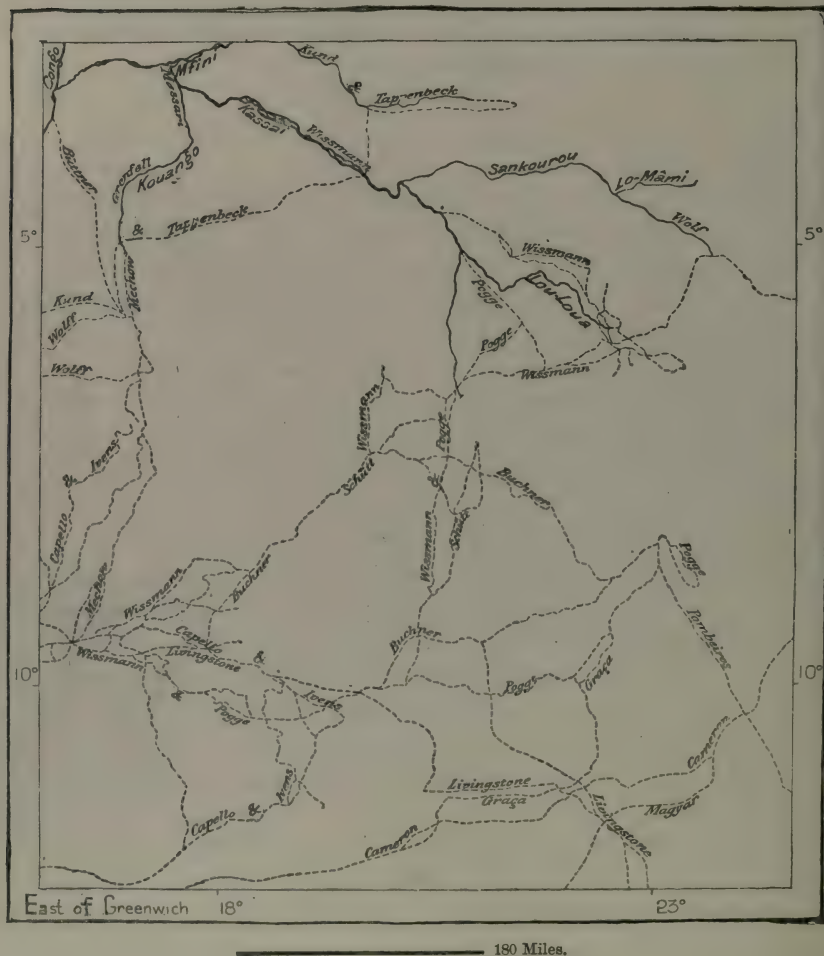 Congo
Mfini
Kund
&
Tappenbeck
Kassai
Wissmann
Büttner
Grenfell
Kouango
Sankourou
Lo-Mâmi
Wolf
5°
& Tappenbeck
5°
Mechow
Wissmann
Lou-Loua
Kund
Wolff
Pogge
Pogge
Wolff
Wissmann
Wissmann
Pogge
&
Capello & Ivens
Schütt
Buchner
Wissmann
Schütt
Mechow
Wissmann
Buchner
Pogge
Pombeiros
Capello
&
Livingstone
Wissmann
Buchner
10°
10°
&
Pogge
Ivens
Pogge
Graça
Cameron
Livingstone
Graça
Livingstone
Magyar
Capello & Ivens
Cameron
East of Greenwich 18°
23°
180 Miles.